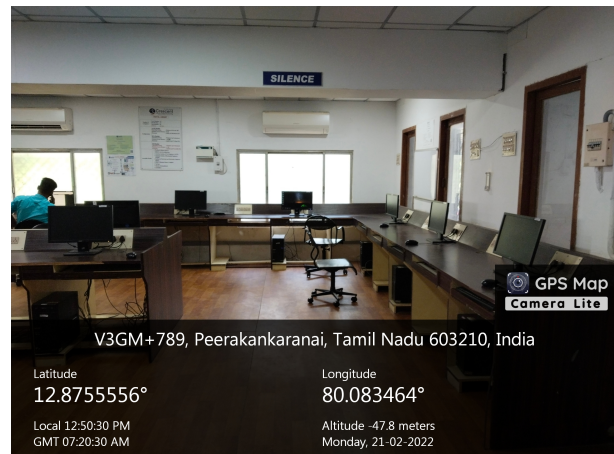 SILENCE
GPS Map
Camera Lite
V3GM+789, Peerakankaranai, Tamil Nadu 603210, India
Latitude
12.8755556°
Longitude
80.083464°
Local 12:50:30 PM
GMT 07:20:30 AM
Altitude -47.8 meters
Monday, 21-02-2022